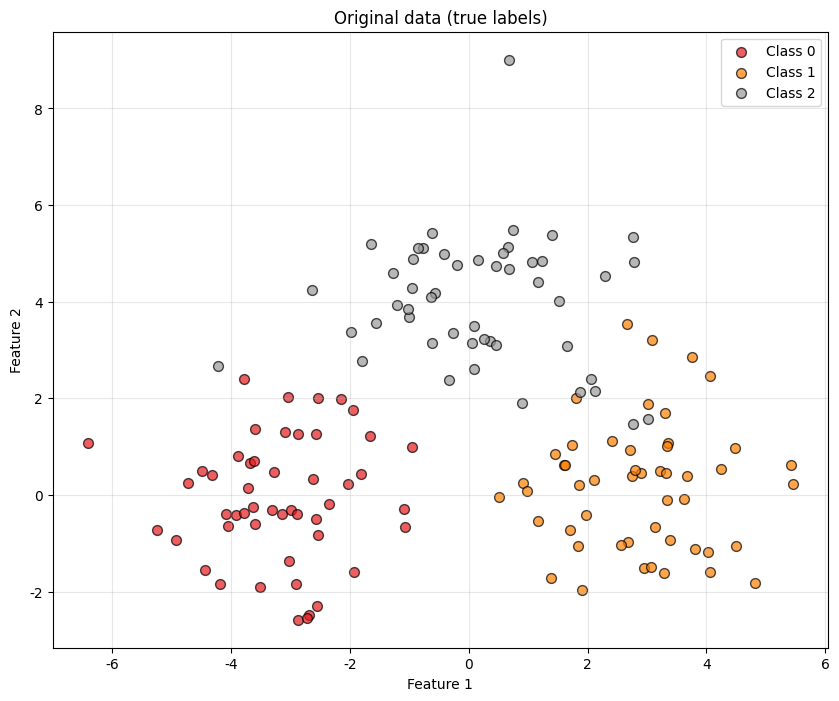 Original data (true labels)
Class 0
Class 1
Class 2
Feature 2
8
6
4
2
0
-2
-6 -4 -2 0 2 4 6
Feature 1